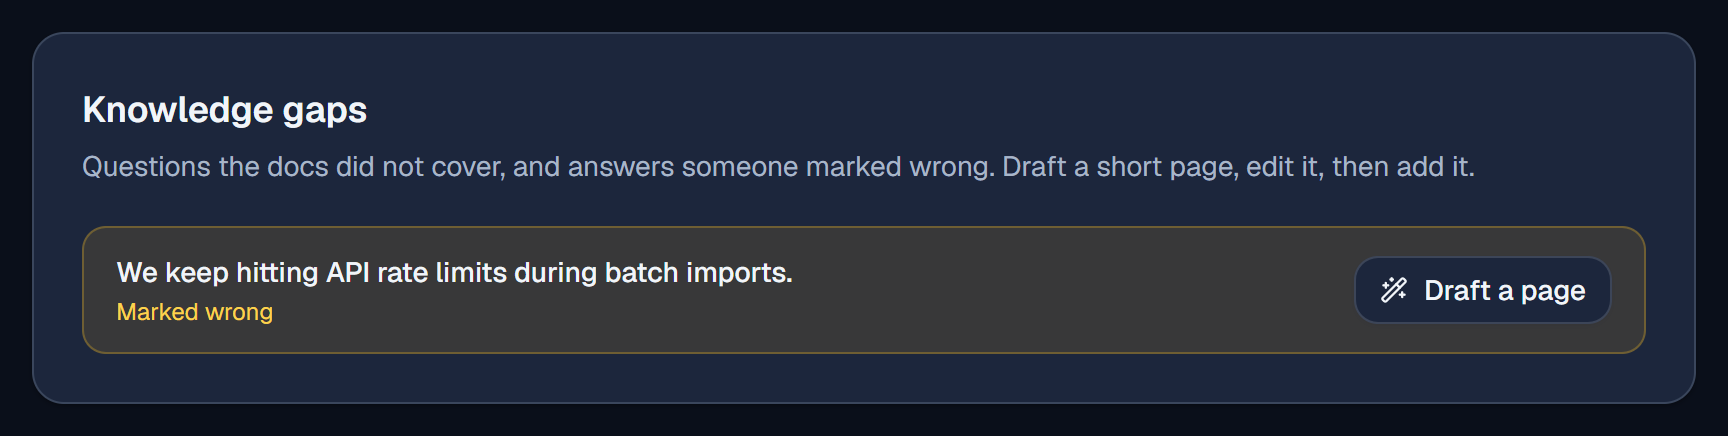 Knowledge gaps
Questions the docs did not cover, and answers someone marked wrong. Draft a short page, edit it, then add it.
We keep hitting API rate limits during batch imports.
Marked wrong
Draft a page